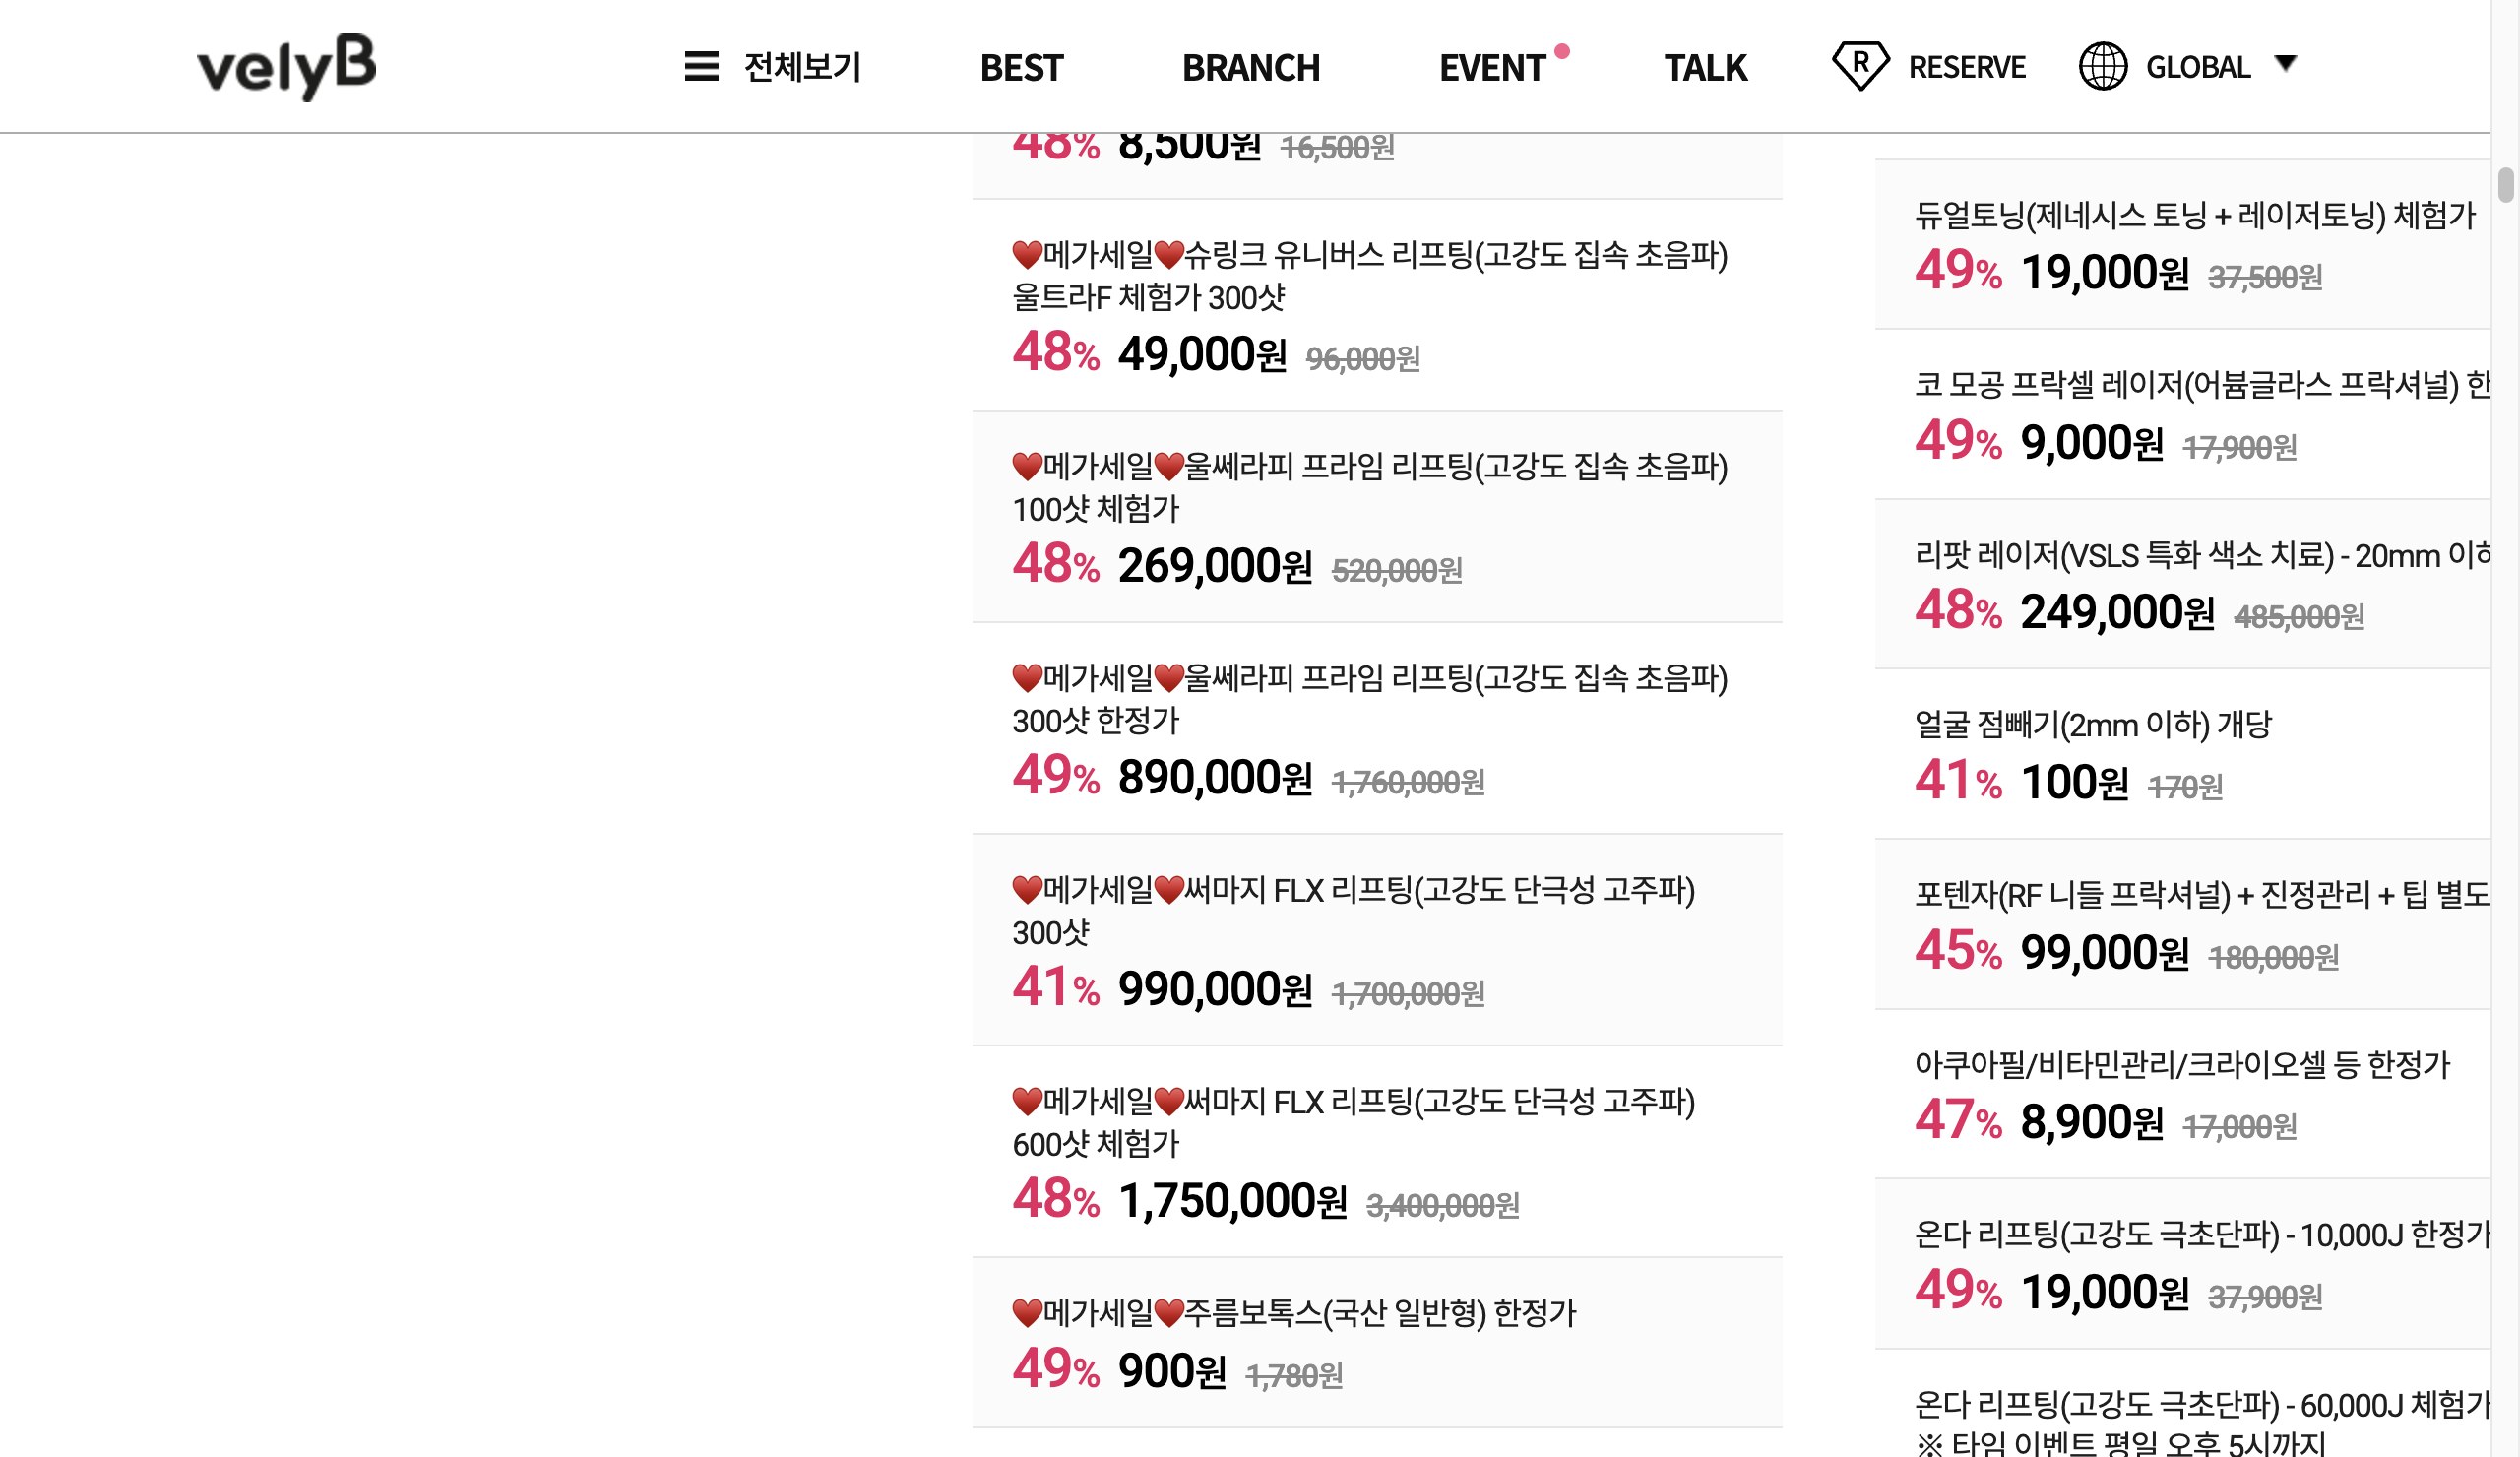 velyB
전체보기
BEST
BRANCH
EVENT
TALK
R
RESERVE
GLOBAL
48% 8,500원 16,500원
❤️메가세일❤️슈링크 유니버스 리프팅(고강도 집속 초음파)
울트라F 체험가 300샷
48% 49,000원 96,000원
❤️메가세일❤️울쎄라피 프라임 리프팅(고강도 집속 초음파)
100샷 체험가
48% 269,000원 520,000원
❤️메가세일❤️울쎄라피 프라임 리프팅(고강도 집속 초음파)
300샷 한정가
49% 890,000원 1,760,000원
❤️메가세일❤️써마지 FLX 리프팅(고강도 단극성 고주파)
300샷
41% 990,000원 1,700,000원
❤️메가세일❤️써마지 FLX 리프팅(고강도 단극성 고주파)
600샷 체험가
48% 1,750,000원 3,400,000원
❤️메가세일❤️주름보톡스(국산 일반형) 한정가
49% 900원 1,780원
듀얼토닝(제네시스 토닝 + 레이저토닝) 체험가
49% 19,000원 37,500원
코 모공 프락셀 레이저(어븀글라스 프락셔널) 한
49% 9,000원 17,900원
리팟 레이저(VSLS 특화 색소 치료) - 20mm 이하
48% 249,000원 485,000원
얼굴 점빼기(2mm 이하) 개당
41% 100원 170원
포텐자(RF 니들 프락셔널) + 진정관리 + 팁 별도
45% 99,000원 180,000원
아쿠아필/비타민관리/크라이오셀 등 한정가
47% 8,900원 17,000원
온다 리프팅(고강도 극초단파) - 10,000J 한정가
49% 19,000원 37,900원
온다 리프팅(고강도 극초단파) - 60,000J 체험가
※ 타임 이벤트 평일 오후 5시까지